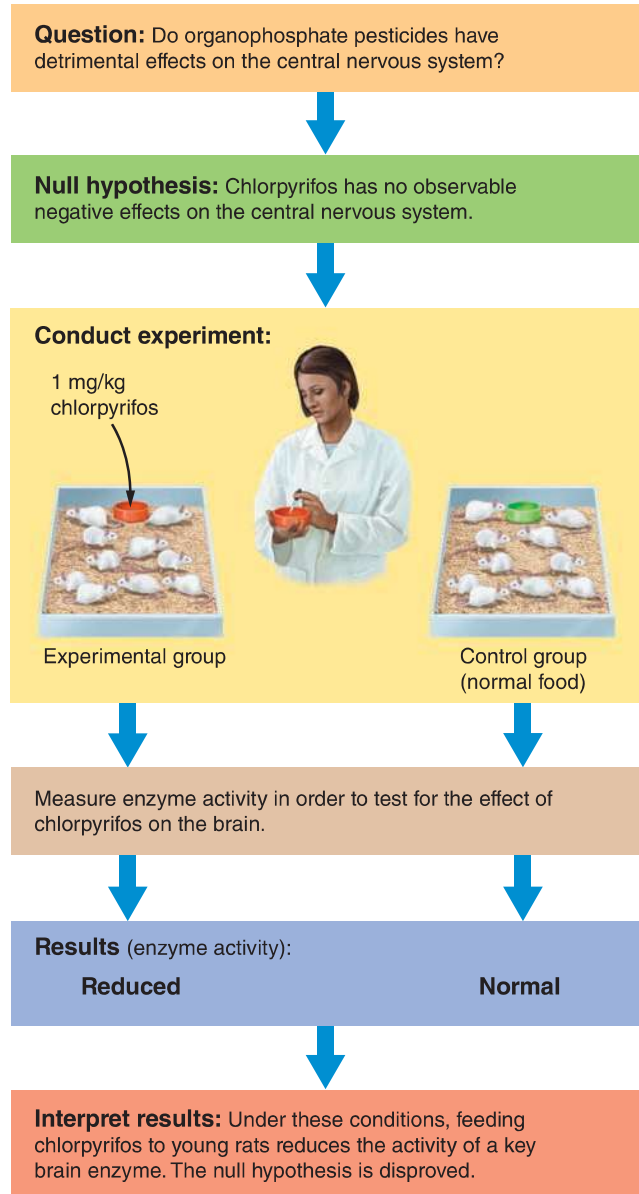 Question: Do organophosphate pesticides have
detrimental effects on the central nervous system?
Null hypothesis: Chlorpyrifos has no observable
negative effects on the central nervous system.
Conduct experiment:
1 mg/kg
chlorpyrifos
Experimental group
Control group
(normal food)
Measure enzyme activity in order to test for the effect of
chlorpyrifos on the brain.
Results (enzyme activity):
Reduced
Normal
Interpret results: Under these conditions, feeding
chlorpyrifos to young rats reduces the activity of a key
brain enzyme. The null hypothesis is disproved.